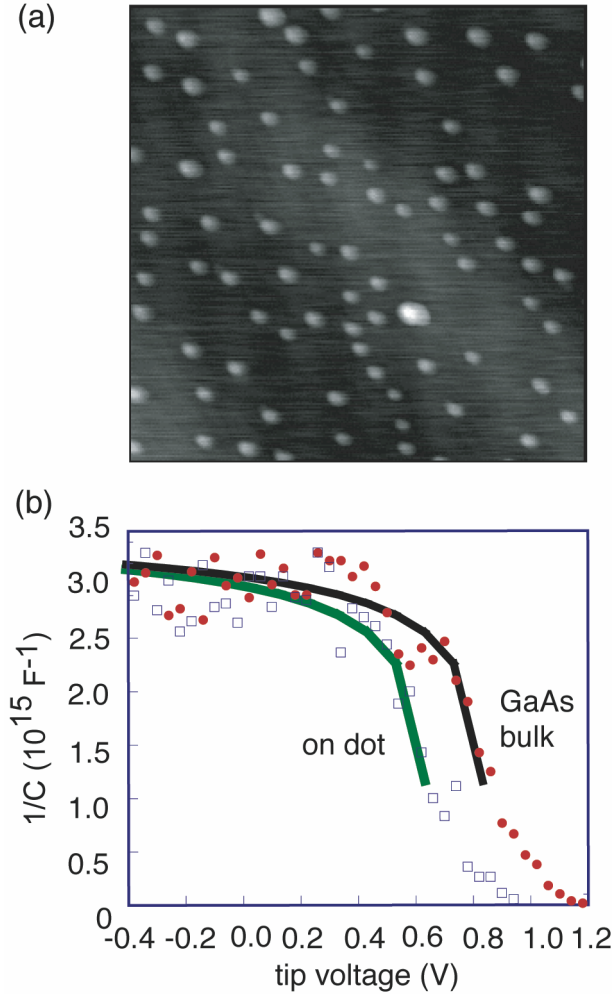 (a)
(b)
3.5
3.0
2.5
2.0
1.5
1.0
0.5
0
1/C (10¹⁵ F⁻¹)
on dot
GaAs
bulk
-0.4 -0.2 0.0 0.2 0.4 0.6 0.8 1.0 1.2
tip voltage (V)